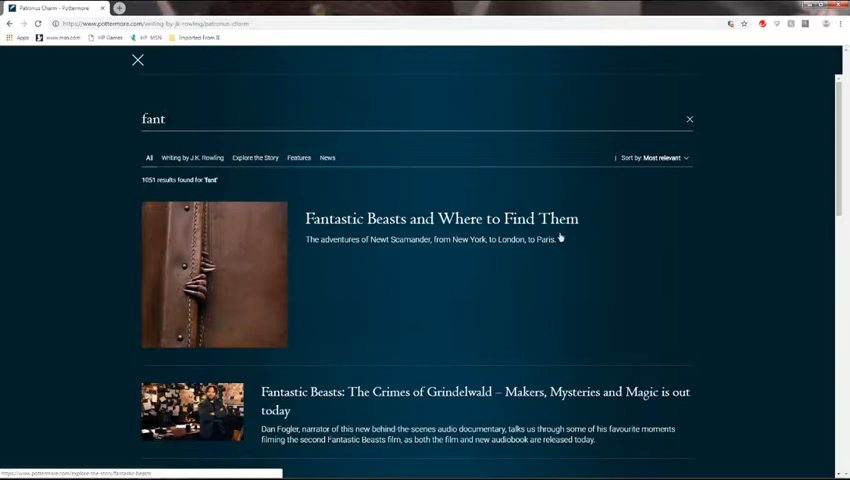 Patronus Charm - Pottermore
https://www.pottermore.com/writing-by-jk-rowling/patronus-charm
Apps
www.msn.com
HP Games
HP MSN
Imported From IE
fant
All
Writing by J.K. Rowling
Explore the Story
Features
News
Sort by: Most relevant
1051 results found for 'fant'
Fantastic Beasts and Where to Find Them
The adventures of Newt Scamander, from New York, to London, to Paris.
Fantastic Beasts: The Crimes of Grindelwald – Makers, Mysteries and Magic is out
today
Dan Fogler, narrator of this new behind-the-scenes audio documentary, talks us through some of his favourite moments
filming the second Fantastic Beasts film, as both the film and new audiobook are released today.
https://www.pottermore.com/explore-the-story/fantastic-beasts